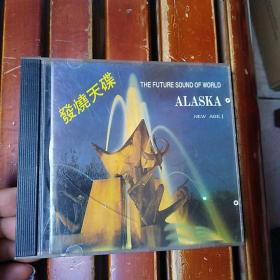 發燒天碟
THE FUTURE SOUND OF WORLD
ALASKA
NEW AGE.1